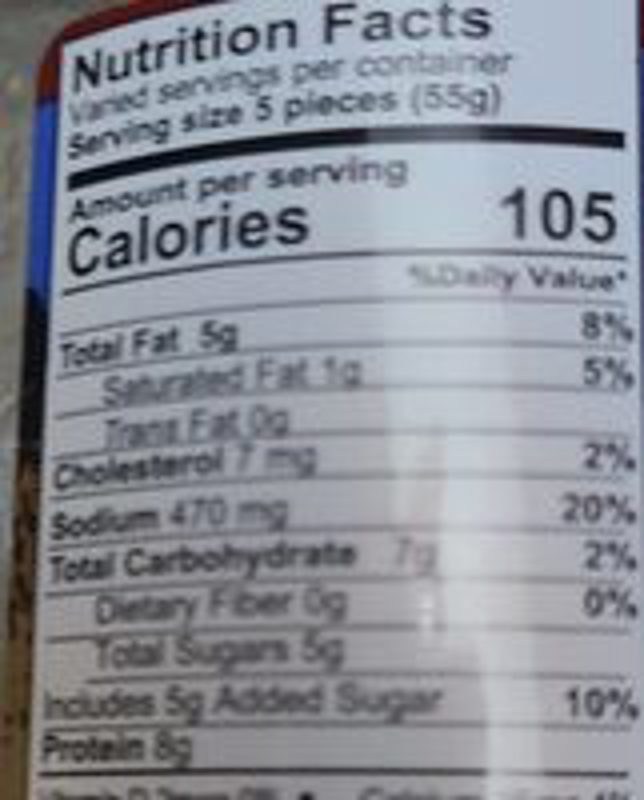 Nutrition Facts
Varied servings per container
Serving size 5 pieces (55g)
Amount per serving
Calories 105
%Daily Value*
Total Fat 5g 8%
Saturated Fat 1g 5%
Trans Fat 0g
Cholesterol 7 mg 2%
Sodium 470 mg 20%
Total Carbohydrate 7g 2%
Dietary Fiber 0g 0%
Total Sugars 5g
Includes 5g Added Sugar 10%
Protein 8g
Vitamin D 0% •